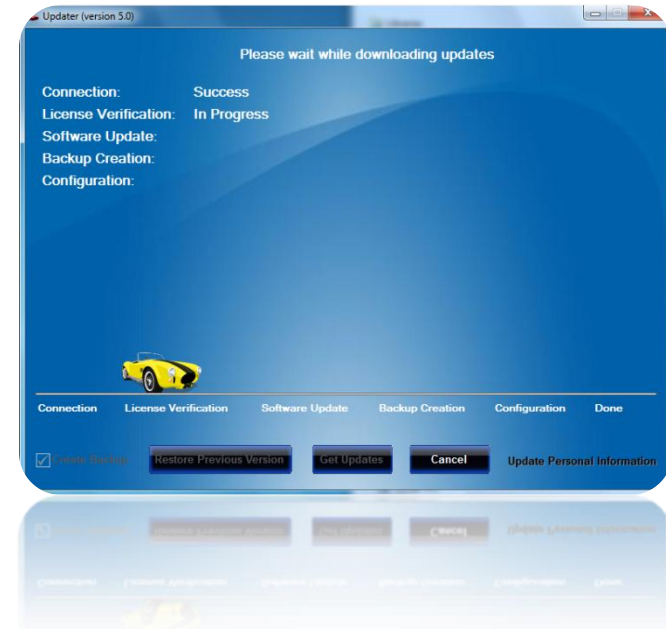 Updater (version 5.0)
Please wait while downloading updates
Connection: Success
License Verification: In Progress
Software Update:
Backup Creation:
Configuration:
Connection License Verification Software Update Backup Creation Configuration Done
Create Backup Restore Previous Version Get Updates Cancel Update Personal Information